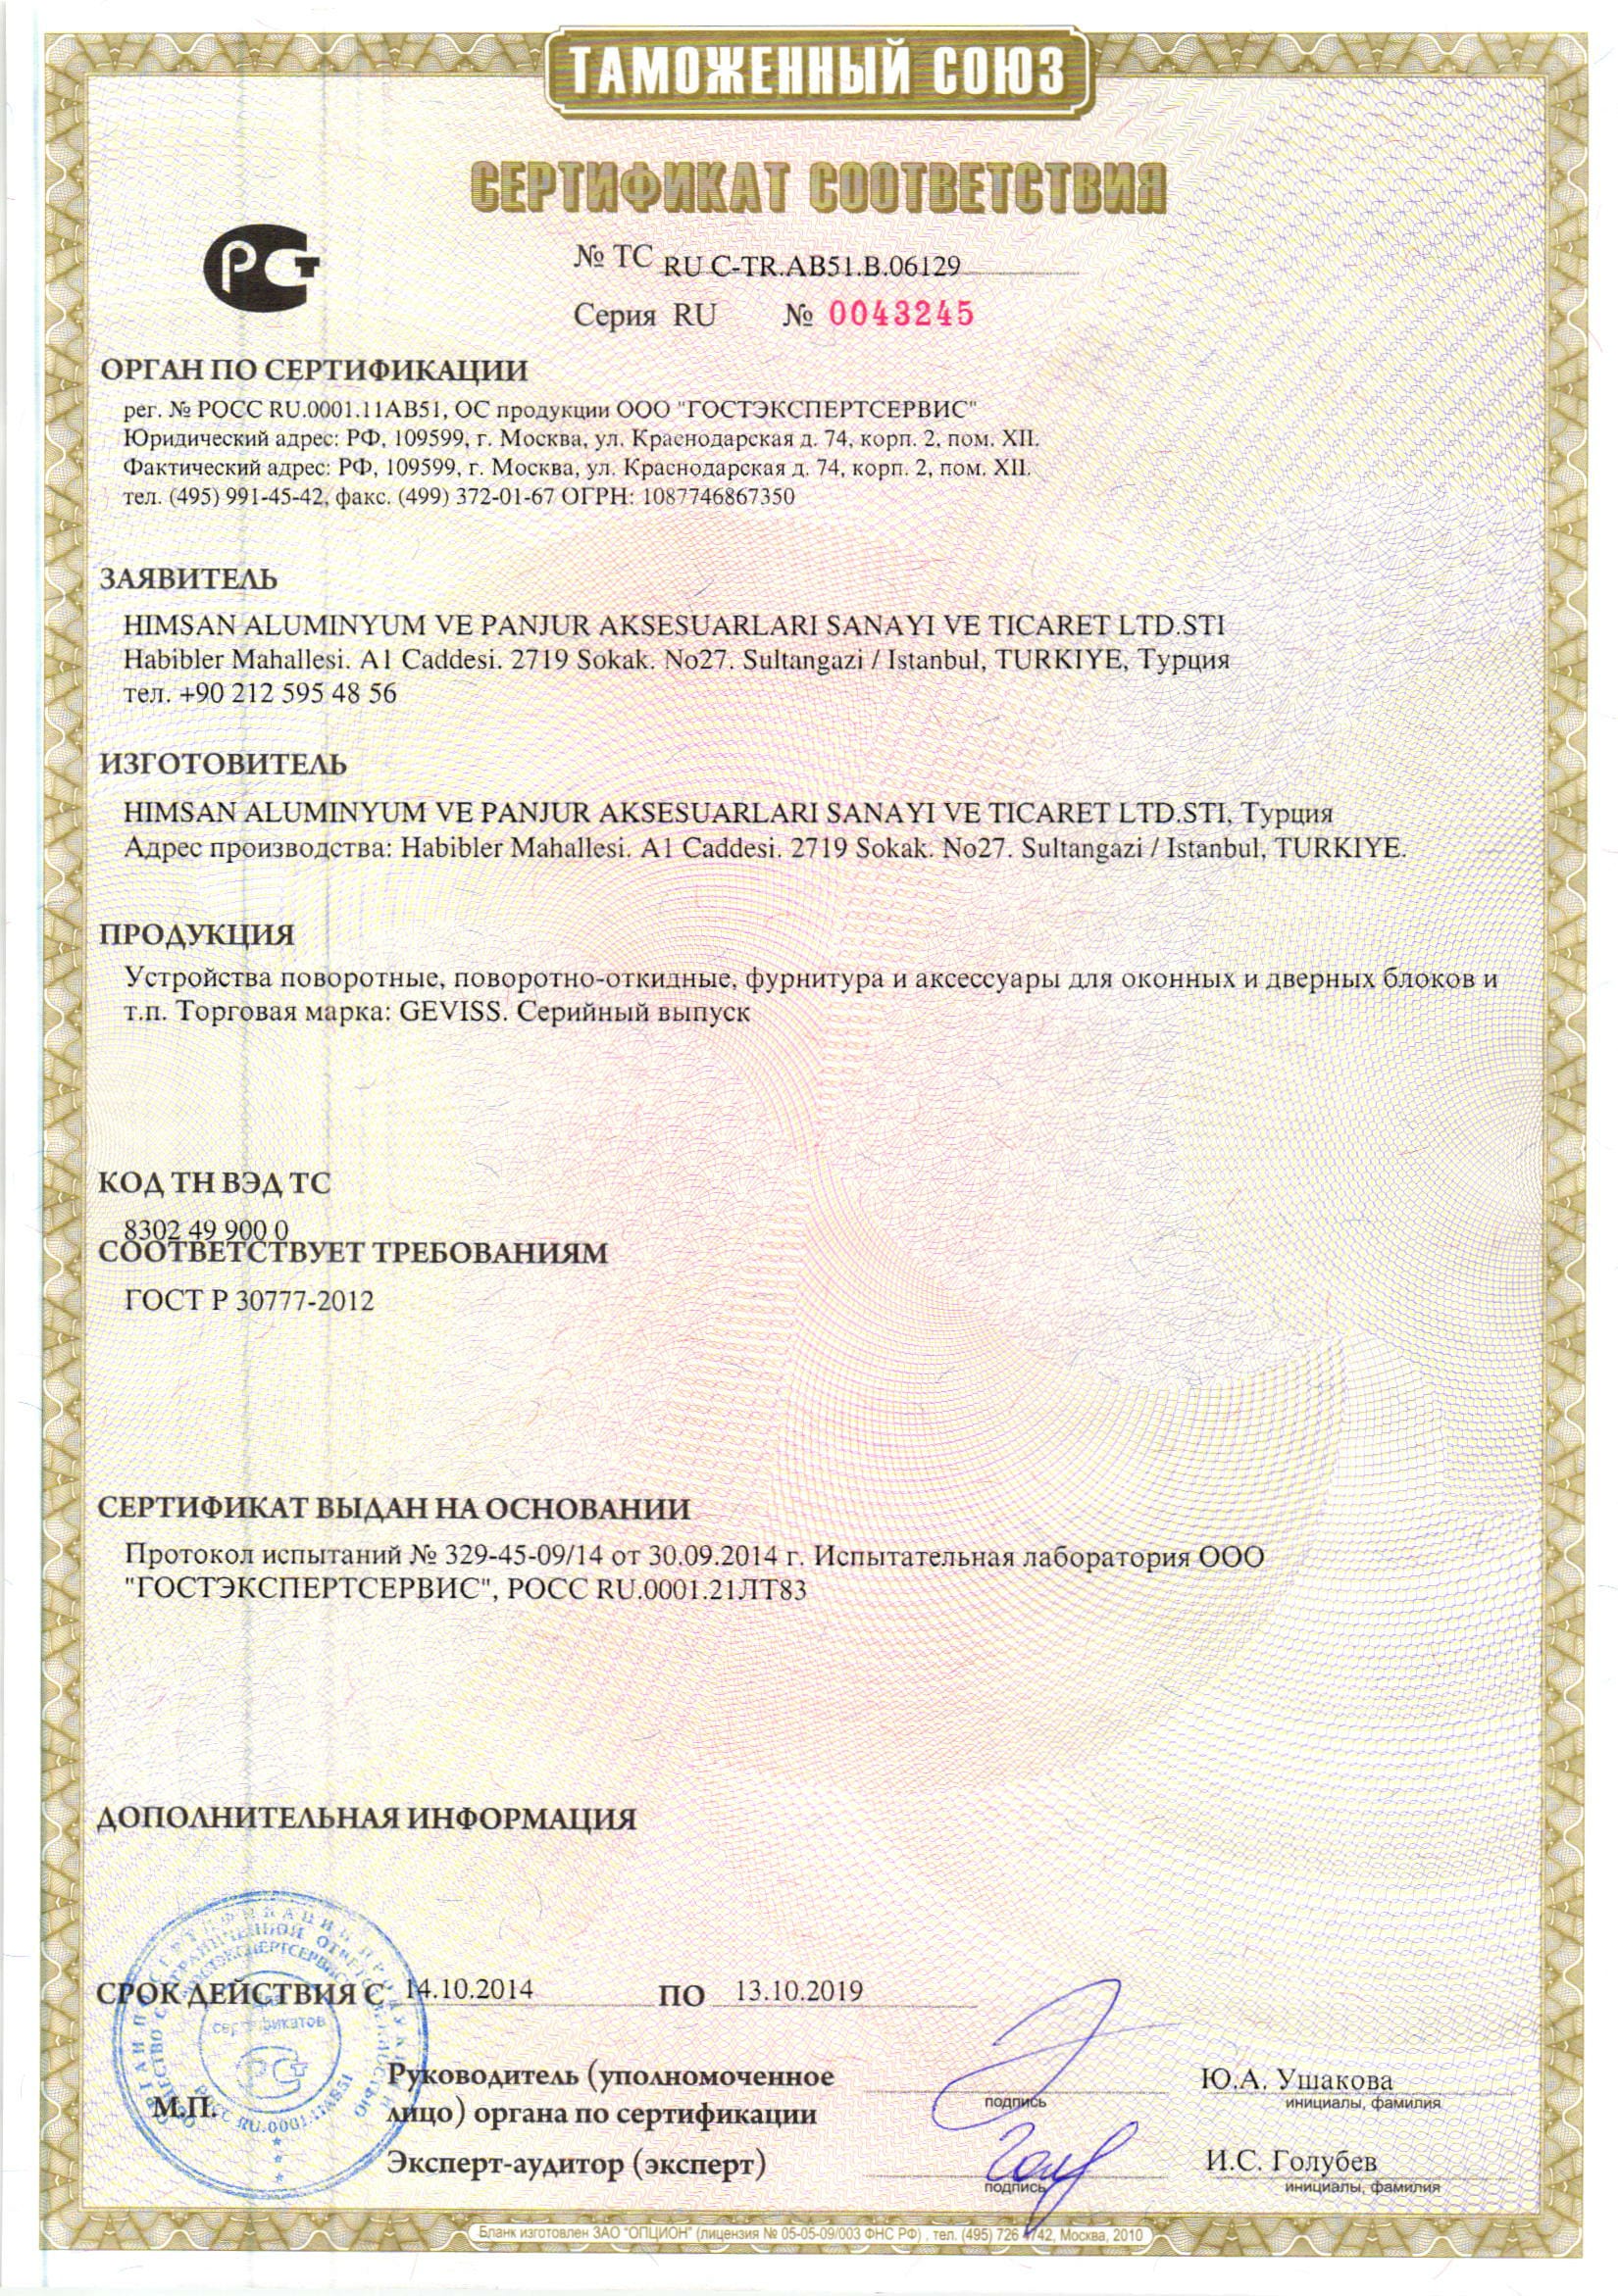 ТАМОЖЕННЫЙ СОЮЗ
СЕРТИФИКАТ СООТВЕТСТВИЯ
№ ТС RU C-TR.АВ51.В.06129
Серия RU № 0043245
ОРГАН ПО СЕРТИФИКАЦИИ
рег. № РОСС RU.0001.11АВ51, ОС продукции ООО "ГОСТЭКСПЕРТСЕРВИС"
Юридический адрес: РФ, 109599, г. Москва, ул. Краснодарская д. 74, корп. 2, пом. XII.
Фактический адрес: РФ, 109599, г. Москва, ул. Краснодарская д. 74, корп. 2, пом. XII.
тел. (495) 991-45-42, факс. (499) 372-01-67 ОГРН: 1087746867350
ЗАЯВИТЕЛЬ
HIMSAN ALUMINYUM VE PANJUR AKSESUARLARI SANAYI VE TICARET LTD.STI
Habibler Mahallesi. A1 Caddesi. 2719 Sokak. No27. Sultangazi / Istanbul, TURKIYE, Турция
тел. +90 212 595 48 56
ИЗГОТОВИТЕЛЬ
HIMSAN ALUMINYUM VE PANJUR AKSESUARLARI SANAYI VE TICARET LTD.STI, Турция
Адрес производства: Habibler Mahallesi. A1 Caddesi. 2719 Sokak. No27. Sultangazi / Istanbul, TURKIYE.
ПРОДУКЦИЯ
Устройства поворотные, поворотно-откидные, фурнитура и аксессуары для оконных и дверных блоков и
т.п. Торговая марка: GEVISS. Серийный выпуск
КОД ТН ВЭД ТС
8302 49 900 0
СООТВЕТСТВУЕТ ТРЕБОВАНИЯМ
ГОСТ Р 30777-2012
СЕРТИФИКАТ ВЫДАН НА ОСНОВАНИИ
Протокол испытаний № 329-45-09/14 от 30.09.2014 г. Испытательная лаборатория ООО
"ГОСТЭКСПЕРТСЕРВИС", РОСС RU.0001.21ЛТ83
ДОПОЛНИТЕЛЬНАЯ ИНФОРМАЦИЯ
СРОК ДЕЙСТВИЯ С 14.10.2014 ПО 13.10.2019
сертификатов
М.П.
Руководитель (уполномоченное
лицо) органа по сертификации
подпись
Ю.А. Ушакова
инициалы, фамилия
Эксперт-аудитор (эксперт)
подпись
И.С. Голубев
инициалы, фамилия
Бланк изготовлен ЗАО "ОПЦИОН" (лицензия № 05-05-09/003 ФНС РФ), тел. (495) 726 4742, Москва, 2010